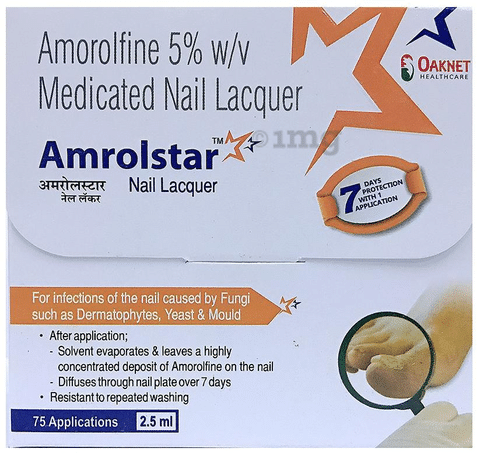 Amorolfine 5% w/v
Medicated Nail Lacquer
OAKNET
HEALTHCARE
Amrolstar™
अमरोलस्टार
नेल लॅकर
Nail Lacquer
©1mg
7 DAYS
PROTECTION
WITH 1
APPLICATION
For infections of the nail caused by Fungi
such as Dermatophytes, Yeast & Mould
• After application;
- Solvent evaporates & leaves a highly
concentrated deposit of Amorolfine on the nail
- Diffuses through nail plate over 7 days
• Resistant to repeated washing
75 Applications 2.5 ml